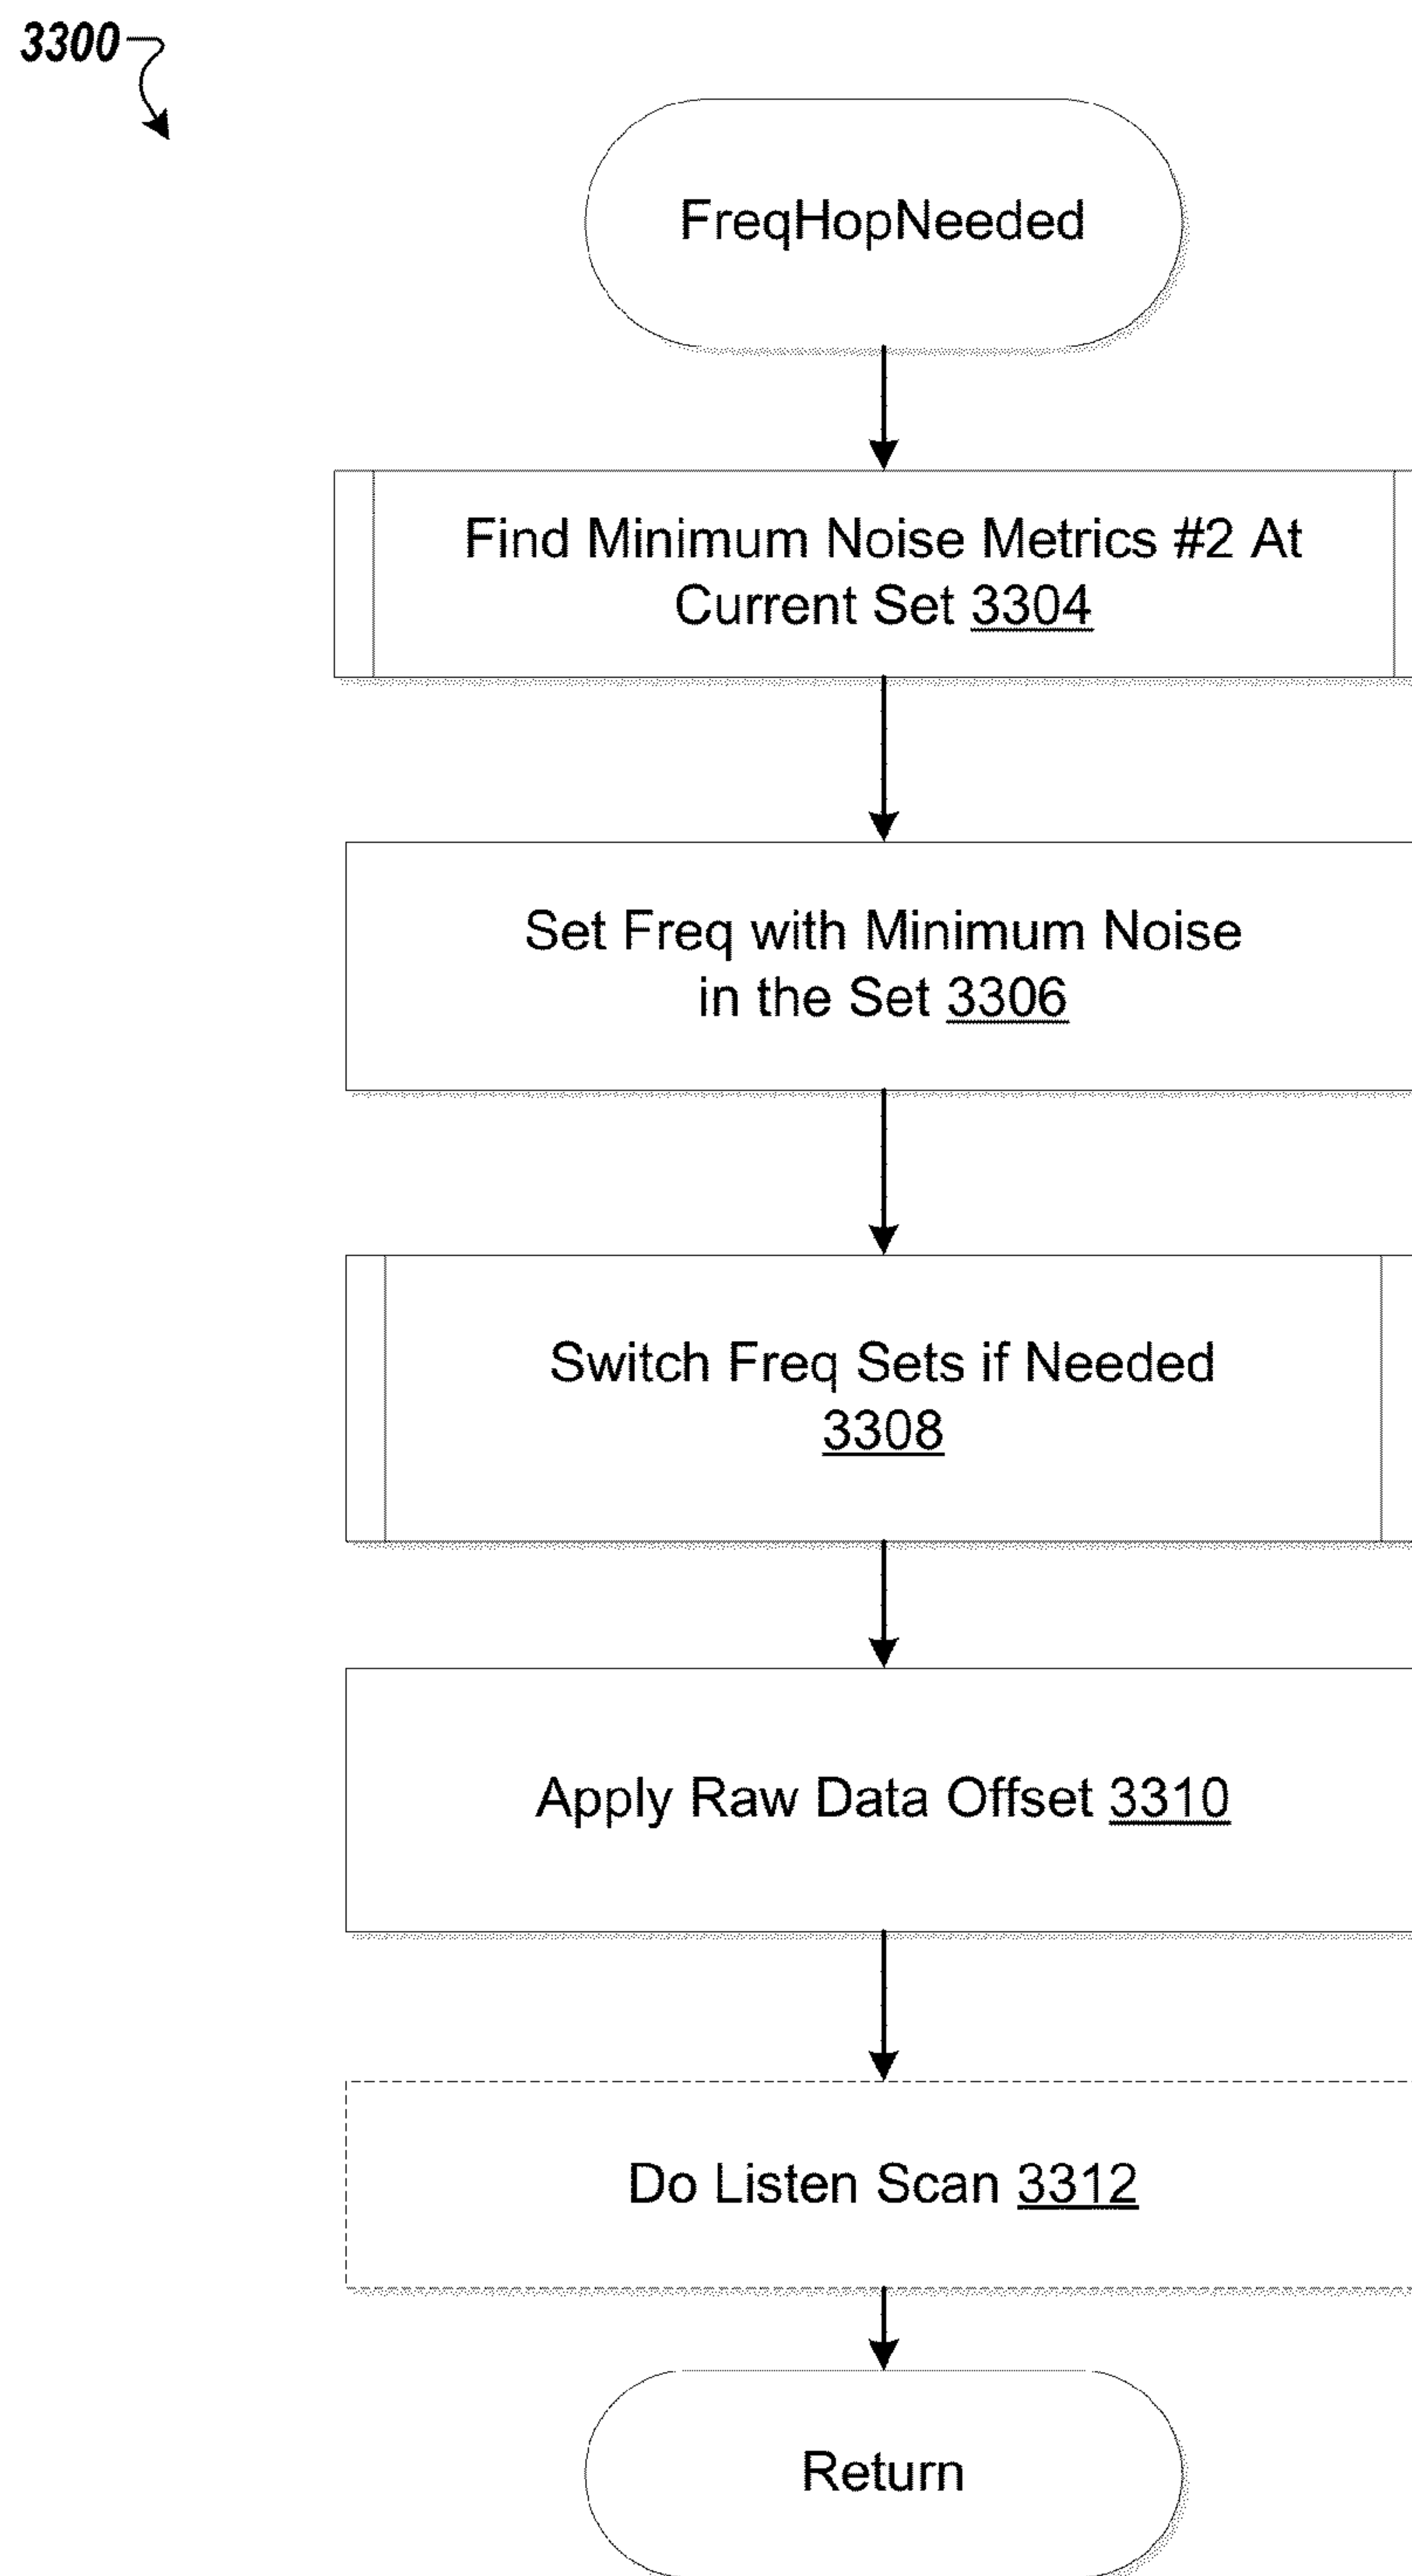 3300
FreqHopNeeded
Find Minimum Noise Metrics #2 At
Current Set 3304
Set Freq with Minimum Noise
in the Set 3306
Switch Freq Sets if Needed
3308
Apply Raw Data Offset 3310
Do Listen Scan 3312
Return